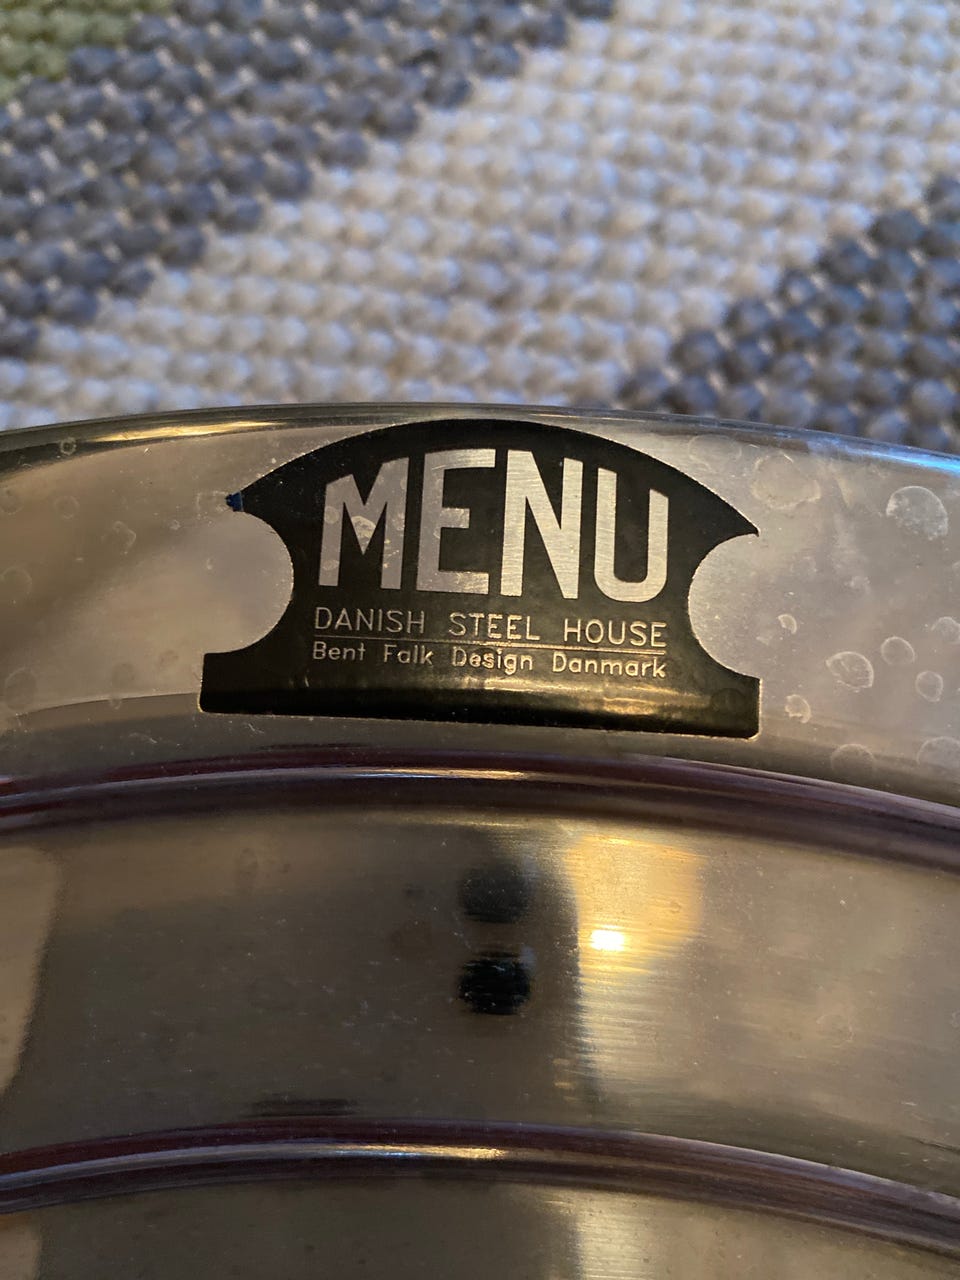 MENU
DANISH STEEL HOUSE
Bent Falk Design Danmark